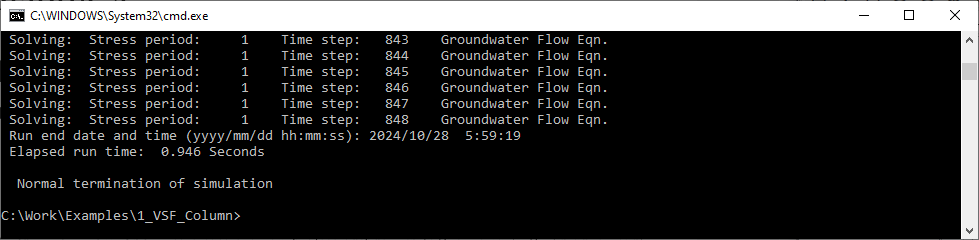 C:\WINDOWS\System32\cmd.exe
Solving:  Stress period:     1    Time step:   843    Groundwater Flow Eqn.
Solving:  Stress period:     1    Time step:   844    Groundwater Flow Eqn.
Solving:  Stress period:     1    Time step:   845    Groundwater Flow Eqn.
Solving:  Stress period:     1    Time step:   846    Groundwater Flow Eqn.
Solving:  Stress period:     1    Time step:   847    Groundwater Flow Eqn.
Solving:  Stress period:     1    Time step:   848    Groundwater Flow Eqn.
Run end date and time (yyyy/mm/dd hh:mm:ss): 2024/10/28  5:59:19
Elapsed run time:  0.946 Seconds
Normal termination of simulation
C:\Work\Examples\1_VSF_Column>